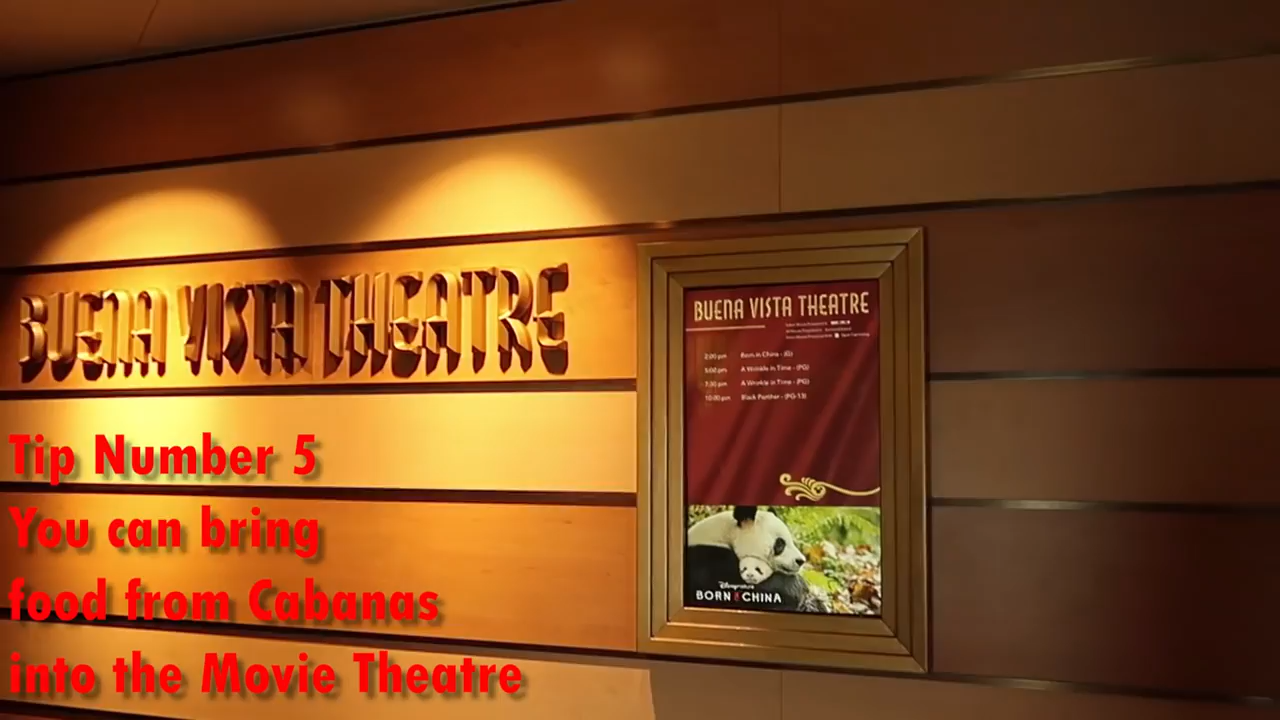 BUENA VISTA THEATRE
BUENA VISTA THEATRE
2:00 pm Born in China - (G)
5:00 pm A Wrinkle in Time - (PG)
7:30 pm A Wrinkle in Time - (PG)
10:00 pm Black Panther - (PG-13)
Disneynature
BORN IN CHINA
Tip Number 5
You can bring
food from Cabanas
into the Movie Theatre